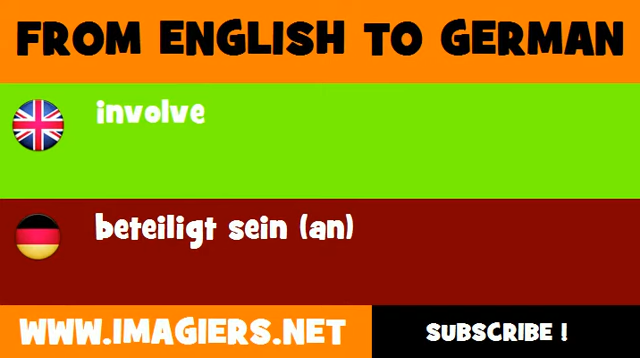 FROM ENGLISH TO GERMAN
involve
beteiligt sein (an)
WWW.IMAGIERS.NET
SUBSCRIBE !